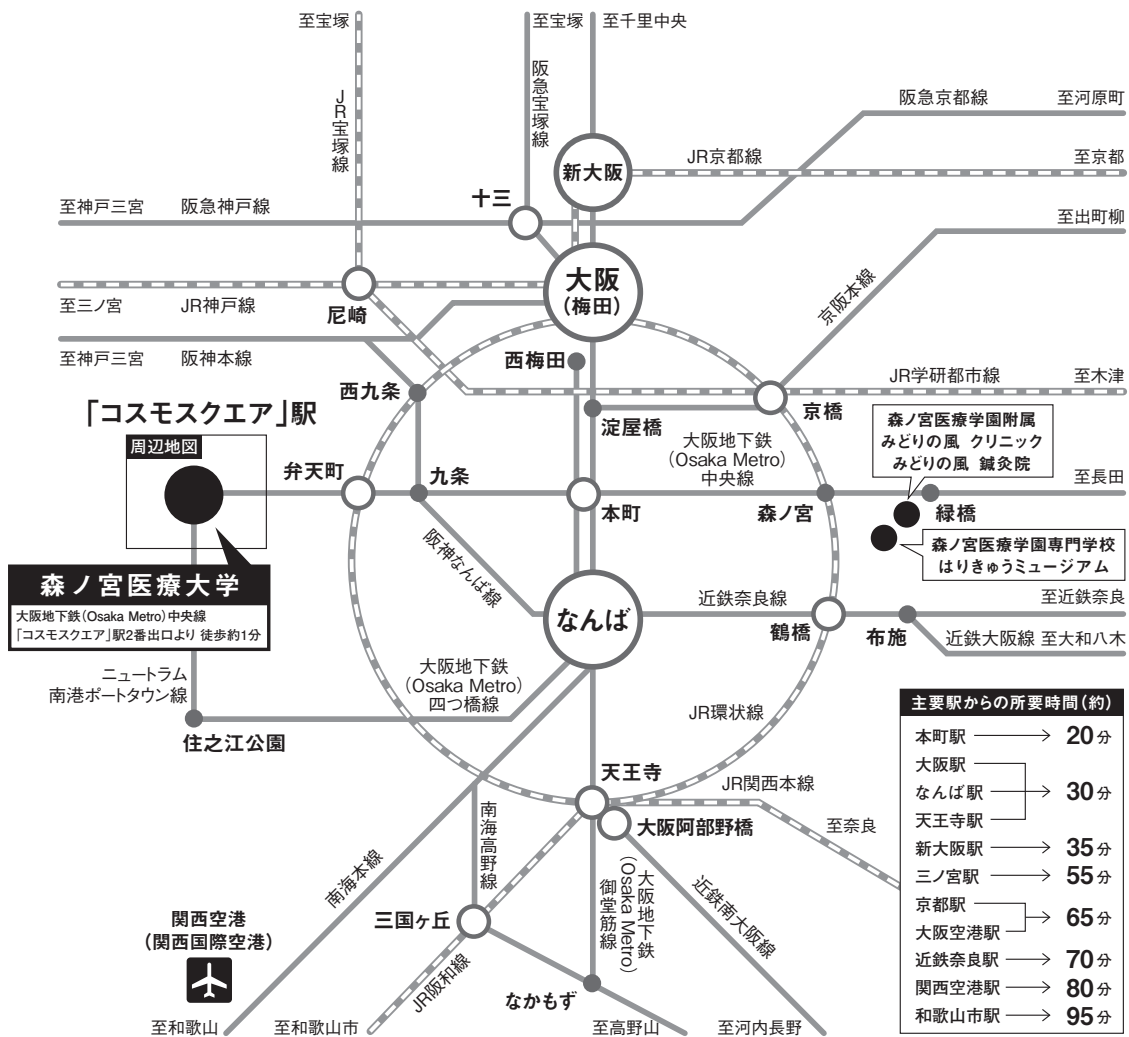 至宝塚
至宝塚
至千里中央
JR宝塚線
阪急宝塚線
阪急京都線
至河原町
新大阪
JR京都線
至京都
十三
至神戸三宮
阪急神戸線
至出町柳
大阪
(梅田)
京阪本線
至三ノ宮
JR神戸線
尼崎
至神戸三宮
阪神本線
西梅田
JR学研都市線
至木津
西九条
京橋
淀屋橋
「コスモスクエア」駅
周辺地図
大阪地下鉄
(Osaka Metro)
中央線
森ノ宮医療学園附属
みどりの風 クリニック
みどりの風 鍼灸院
弁天町
九条
至長田
本町
森ノ宮
緑橋
阪神なんば線
森ノ宮医療学園専門学校
はりきゅうミュージアム
森ノ宮医療大学
大阪地下鉄(Osaka Metro)中央線
「コスモスクエア」駅2番出口より 徒歩約1分
なんば
近鉄奈良線
至近鉄奈良
鶴橋
布施
近鉄大阪線 至大和八木
ニュートラム
南港ポートタウン線
大阪地下鉄
(Osaka Metro)
四つ橋線
JR環状線
住之江公園
天王寺
JR関西本線
大阪阿部野橋
至奈良
南海高野線
南海本線
大阪地下鉄
(Osaka Metro)
御堂筋線
近鉄南大阪線
三国ヶ丘
関西空港
(関西国際空港)
JR阪和線
なかもず
至和歌山
至和歌山市
至高野山
至河内長野
主要駅からの所要時間(約)
本町駅 → 20分
大阪駅
なんば駅 → 30分
天王寺駅
新大阪駅 → 35分
三ノ宮駅 → 55分
京都駅
→ 65分
大阪空港駅
近鉄奈良駅 → 70分
関西空港駅 → 80分
和歌山市駅 → 95分